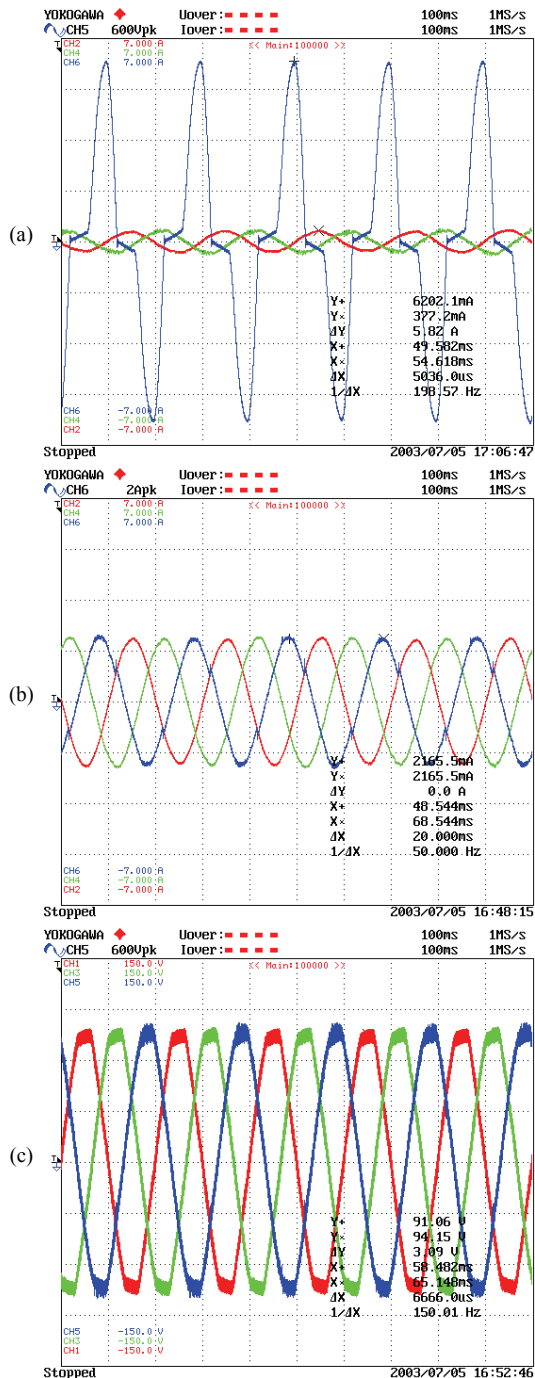 YOKOGAWA Uover: 100ms 1MS/s
CH5 600Vpk Iover: 100ms 1MS/s
CH2 7.000 A
CH4 7.000 A
CH6 7.000 A
<< Main:100000 >>
T
(a)
T
Y+ 6202.1mA
Y× 377.2mA
ΔY 5.82 A
X+ 49.582ms
X× 54.618ms
ΔX 5036.0us
1/ΔX 198.57 Hz
CH6 -7.000 A
CH4 -7.000 A
CH2 -7.000 A
Stopped 2003/07/05 17:06:47
YOKOGAWA Uover: 100ms 1MS/s
CH6 2Apk Iover: 100ms 1MS/s
CH2 7.000 A
CH4 7.000 A
CH6 7.000 A
<< Main:100000 >>
T
(b)
T
Y+ 2165.5mA
Y× 2165.5mA
ΔY 0.0 A
X+ 48.544ms
X× 68.544ms
ΔX 20.000ms
1/ΔX 50.000 Hz
CH6 -7.000 A
CH4 -7.000 A
CH2 -7.000 A
Stopped 2003/07/05 16:48:15
YOKOGAWA Uover: 100ms 1MS/s
CH5 600Vpk Iover: 100ms 1MS/s
CH1 150.0 V
CH3 150.0 V
CH5 150.0 V
<< Main:100000 >>
T
(c)
T
Y+ 91.06 V
Y× 94.15 V
ΔY 3.09 V
X+ 58.482ms
X× 65.148ms
ΔX 6666.0us
1/ΔX 150.01 Hz
CH5 -150.0 V
CH3 -150.0 V
CH1 -150.0 V
Stopped 2003/07/05 16:52:46